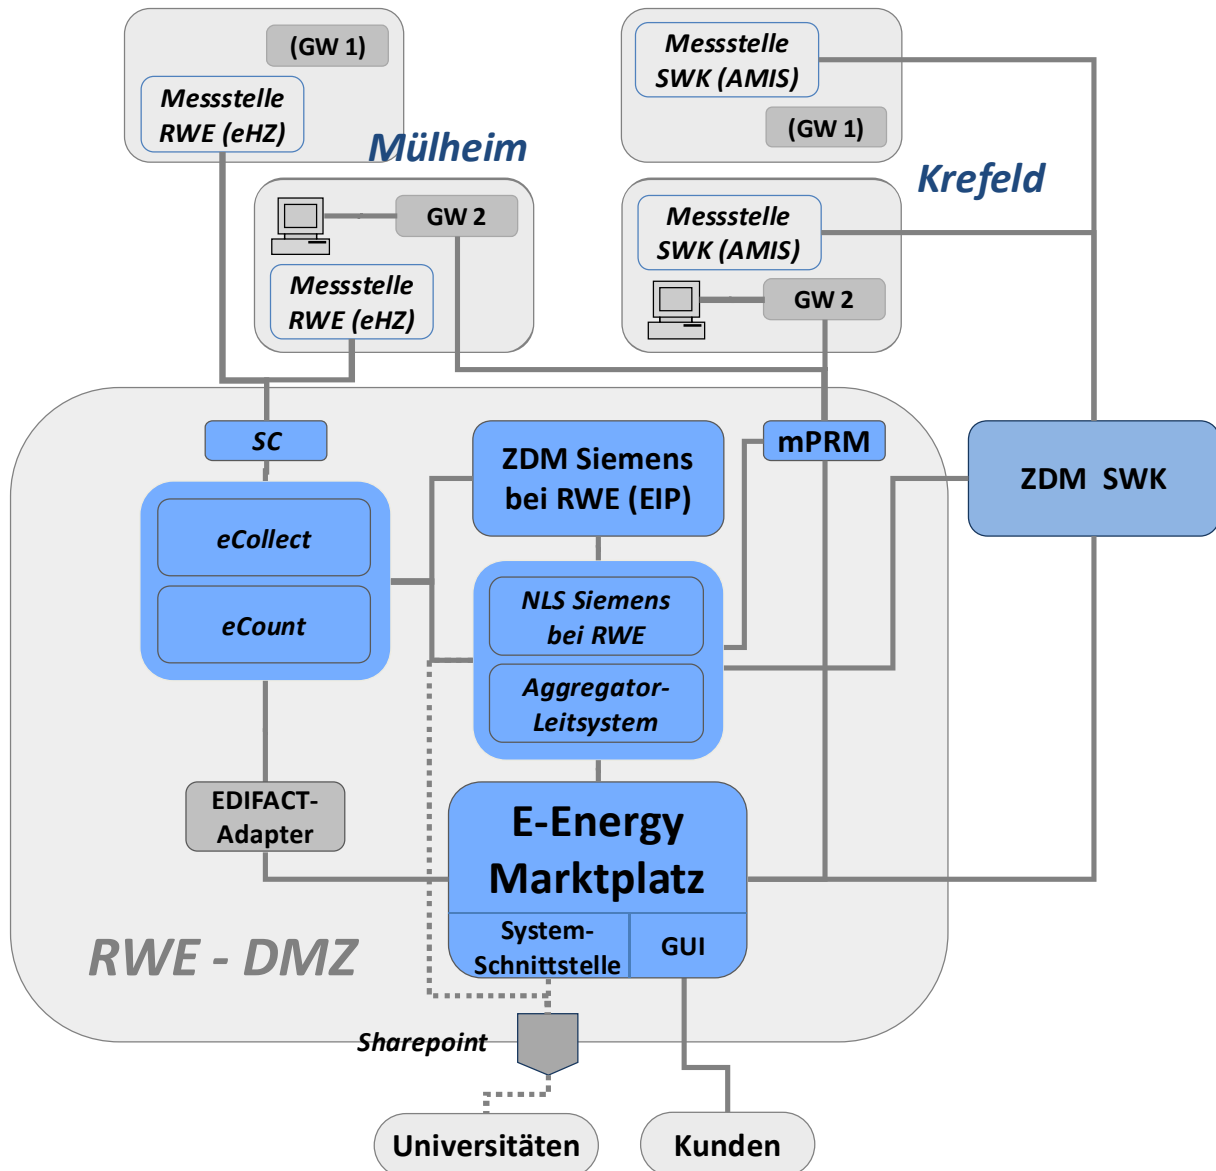 (GW 1)
Messstelle
RWE (eHZ)
Mülheim
GW 2
Messstelle
RWE (eHZ)
Messstelle
SWK (AMIS)
(GW 1)
Krefeld
Messstelle
SWK (AMIS)
GW 2
SC
eCollect
eCount
ZDM Siemens
bei RWE (EIP)
mPRM
ZDM SWK
NLS Siemens
bei RWE
Aggregator-
Leitsystem
EDIFACT-
Adapter
E-Energy
Marktplatz
System-
Schnittstelle
GUI
RWE - DMZ
Sharepoint
Universitäten
Kunden